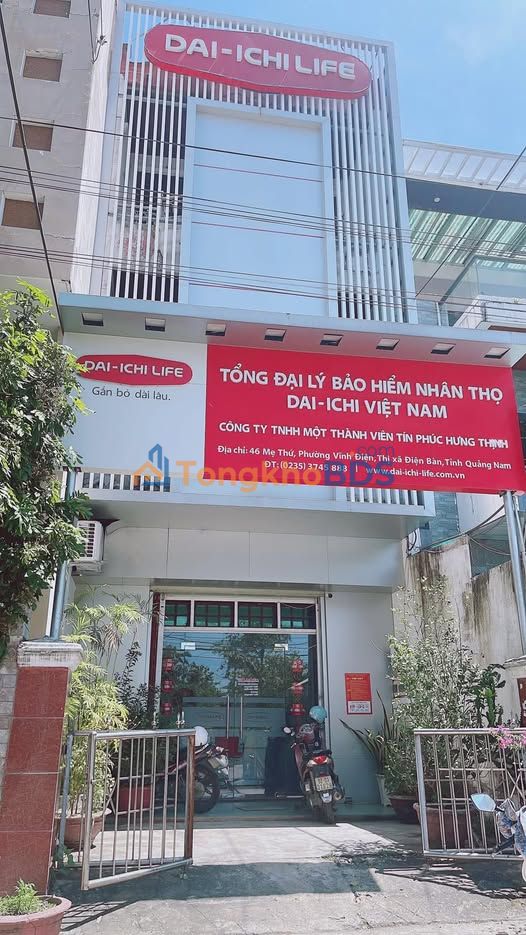 DAI-ICHI LIFE
DAI-ICHI LIFE
Gắn bó dài lâu.
TỔNG ĐẠI LÝ BẢO HIỂM NHÂN THỌ
DAI-ICHI VIỆT NAM
CÔNG TY TNHH MỘT THÀNH VIÊN TÍN PHÚC HƯNG THỊNH
Địa chỉ: 46 Mẹ Thứ, Phường Vĩnh Điện, Thị xã Điện Bàn, Tỉnh Quảng Nam
ĐT: (0235) 3745 888 www.dai-ichi-life.com.vn
TongkhoBDS.com